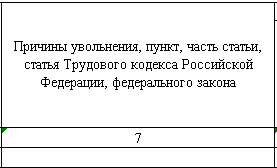 Причины увольнения, пункт, часть статьи,
статья Трудового кодекса Российской
Федерации, федерального закона
7